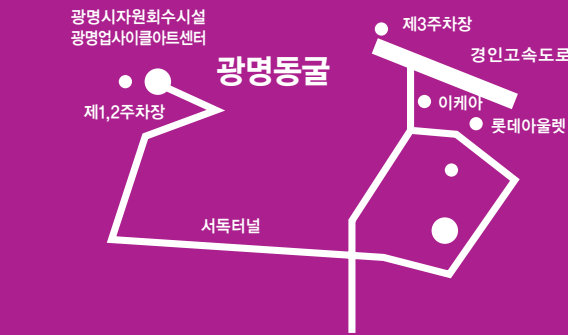 광명시자원회수시설
광명업사이클아트센터
제1,2주차장
광명동굴
제3주차장
경인고속도로
이케아
롯데아울렛
서독터널